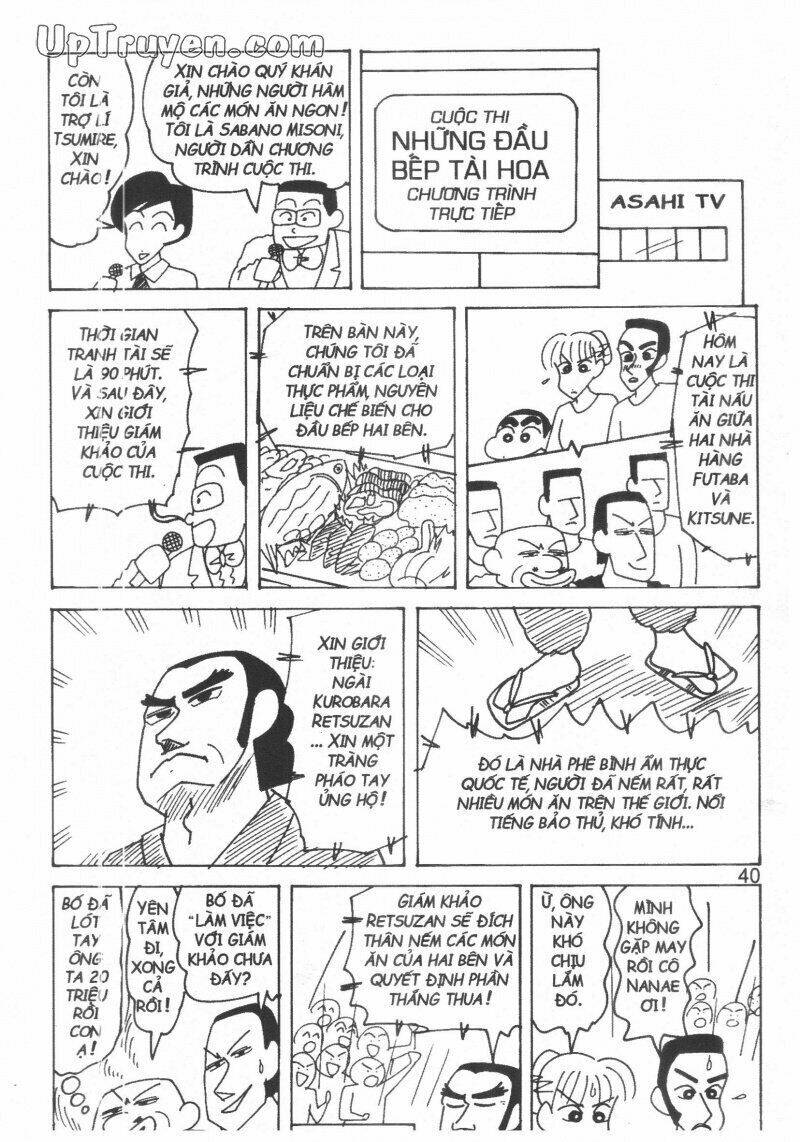 UpTruyen.com
CUỘC THI
NHỮNG ĐẦU
BẾP TÀI HOA
CHƯƠNG TRÌNH
TRỰC TIẾP
ASAHI TV
XIN CHÀO QUÝ KHÁN
GIẢ, NHỮNG NGƯỜI HÂM
MỘ CÁC MÓN ĂN NGON!
TÔI LÀ SABANO MISONI,
NGƯỜI DẪN CHƯƠNG
TRÌNH CUỘC THI.
CÒN
TÔI LÀ
TRỢ LÍ
TSUMIRE,
XIN
CHÀO!
HÔM
NAY LÀ
CUỘC THI
TÀI NẤU
ĂN GIỮA
HAI NHÀ
HÀNG
FUTABA
VÀ
KITSUNE.
TRÊN BÀN NÀY,
CHÚNG TÔI ĐÃ
CHUẨN BỊ CÁC LOẠI
THỰC PHẨM, NGUYÊN
LIỆU CHẾ BIẾN CHO
ĐẦU BẾP HAI BÊN.
THỜI GIAN
TRANH TÀI SẼ
LÀ 90 PHÚT.
VÀ SAU ĐÂY,
XIN GIỚI
THIỆU GIÁM
KHẢO CỦA
CUỘC THI.
ĐÓ LÀ NHÀ PHÊ BÌNH ẨM THỰC
QUỐC TẾ, NGƯỜI ĐÃ NẾM RẤT, RẤT
NHIỀU MÓN ĂN TRÊN THẾ GIỚI. NỔI
TIẾNG BẢO THỦ, KHÓ TÍNH...
XIN GIỚI
THIỆU:
NGÀI
KUROBARA
RETSUZAN
... XIN MỘT
TRÀNG
PHÁO TAY
ỦNG HỘ!
40
MÌNH
KHÔNG
GẶP MAY
RỒI CÔ
NANAE
ƠI!
Ừ, ÔNG
NÀY
KHÓ
CHỊU
LẮM
ĐÓ.
GIÁM KHẢO
RETSUZAN SẼ ĐÍCH
THÂN NẾM CÁC MÓN
ĂN CỦA HAI BÊN VÀ
QUYẾT ĐỊNH PHẦN
THẮNG THUA!
BỐ ĐÃ
"LÀM VIỆC"
VỚI GIÁM
KHẢO CHƯA
ĐẤY?
YÊN
TÂM
ĐI,
XONG
CẢ
RỒI!
BỐ ĐÃ
LÓT
TAY
ÔNG
TA 20
TRIỆU
RỒI
CON
Ạ!